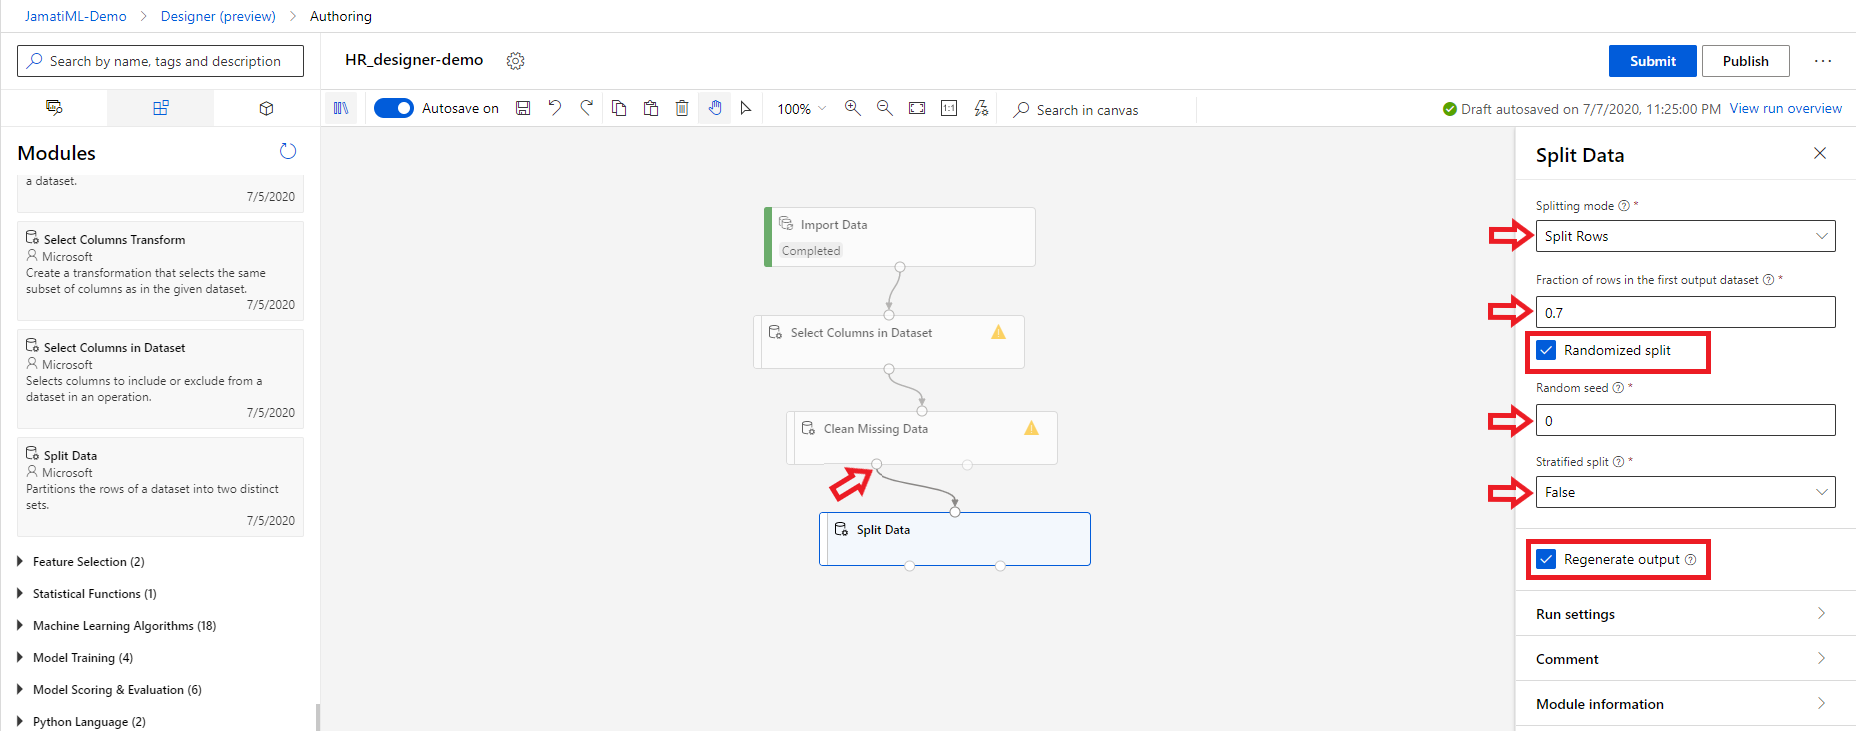 JamatiML-Demo > Designer (preview) > Authoring
Search by name, tags and description
HR_designer-demo
Submit
Publish
...
Autosave on
100%
1:1
Search in canvas
Draft autosaved on 7/7/2020, 11:25:00 PM
View run overview
Modules
a dataset.
7/5/2020
Select Columns Transform
Microsoft
Create a transformation that selects the same
subset of columns as in the given dataset.
7/5/2020
Select Columns in Dataset
Microsoft
Selects columns to include or exclude from a
dataset in an operation.
7/5/2020
Split Data
Microsoft
Partitions the rows of a dataset into two distinct
sets.
7/5/2020
Feature Selection (2)
Statistical Functions (1)
Machine Learning Algorithms (18)
Model Training (4)
Model Scoring & Evaluation (6)
Python Language (2)
Import Data
Completed
Select Columns in Dataset
Clean Missing Data
Split Data
Split Data
Splitting mode *
Split Rows
Fraction of rows in the first output dataset *
0.7
Randomized split
Random seed *
0
Stratified split *
False
Regenerate output
Run settings
Comment
Module information